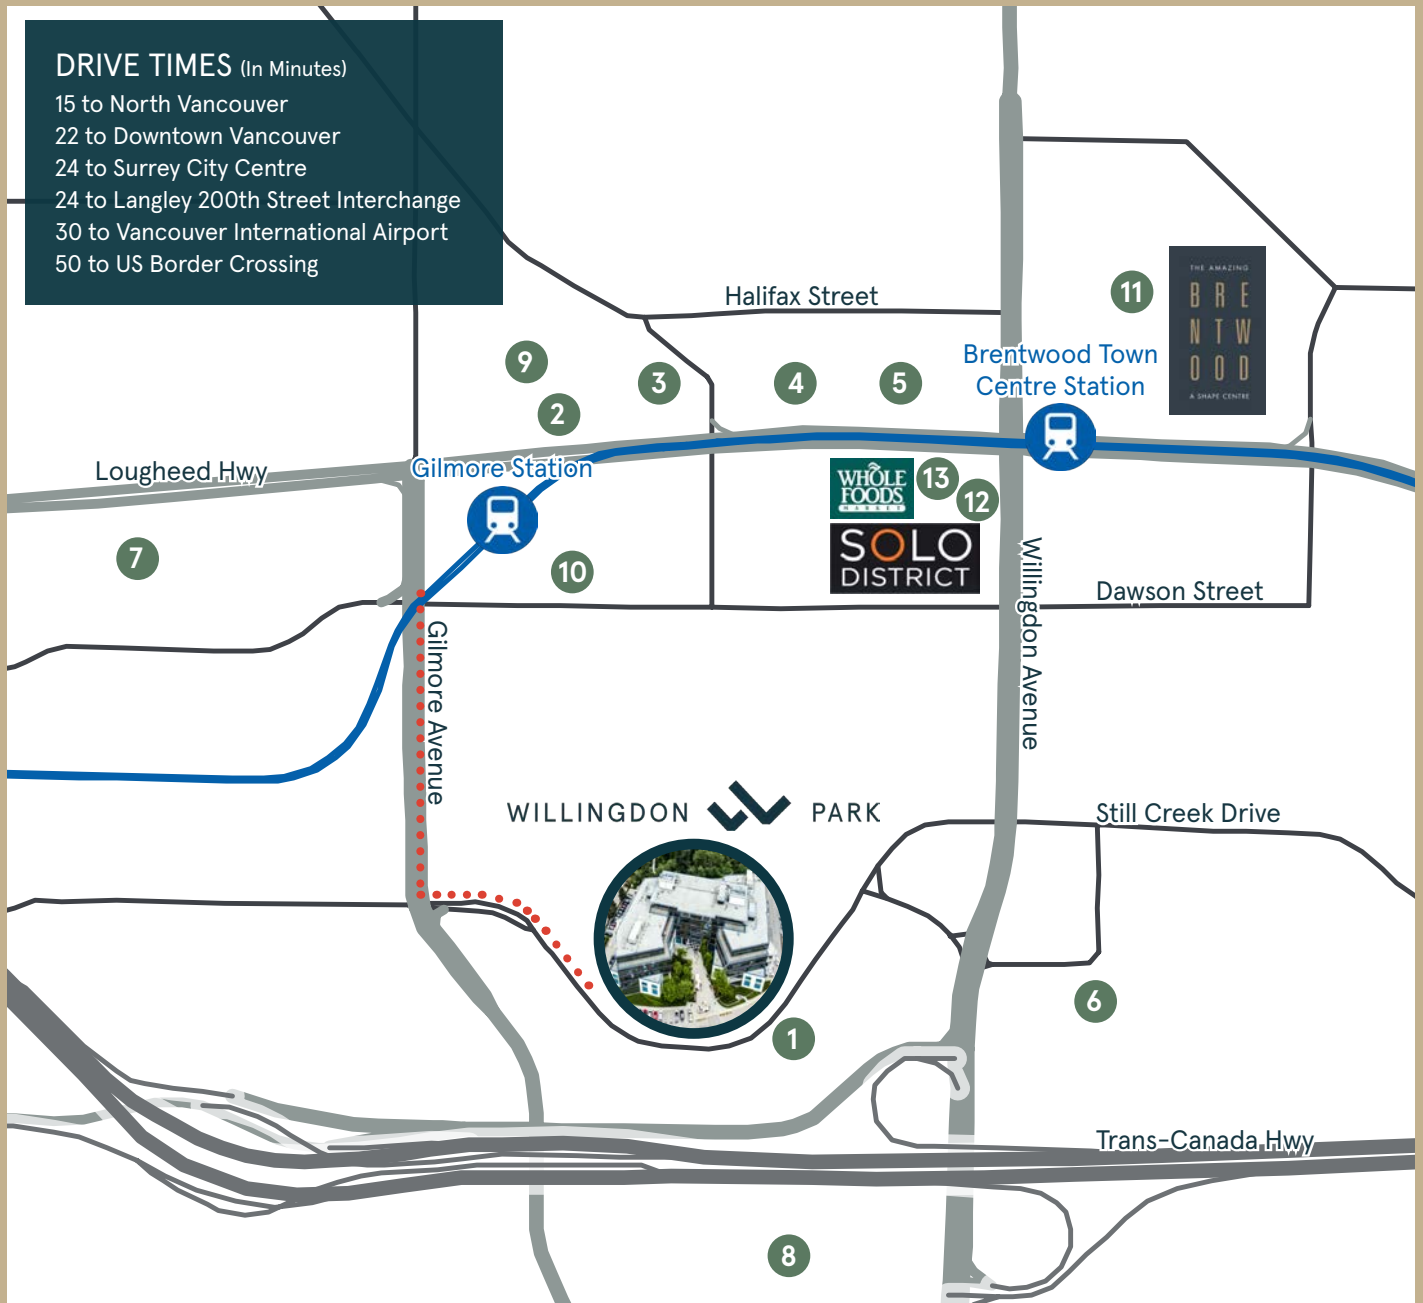 DRIVE TIMES (In Minutes)
15 to North Vancouver
22 to Downtown Vancouver
24 to Surrey City Centre
24 to Langley 200th Street Interchange
30 to Vancouver International Airport
50 to US Border Crossing
Halifax Street
11
THE AMAZING
BRE
NTW
OOD
A SHAPE CENTRE
Brentwood Town
Centre Station
9
3
4
5
2
Lougheed Hwy
Gilmore Station
WHOLE
FOODS
MARKET
13
12
7
10
SOLO
DISTRICT
Willingdon Avenue
Dawson Street
Gilmore Avenue
WILLINGDON PARK
Still Creek Drive
6
1
Trans-Canada Hwy
8